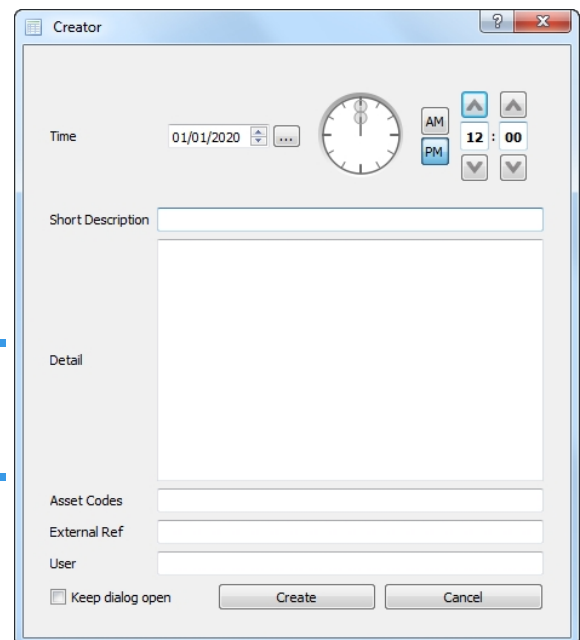 Creator
Time 01/01/2020 ... AM PM 12 : 00
Short Description
Detail
Asset Codes
External Ref
User
Keep dialog open Create Cancel